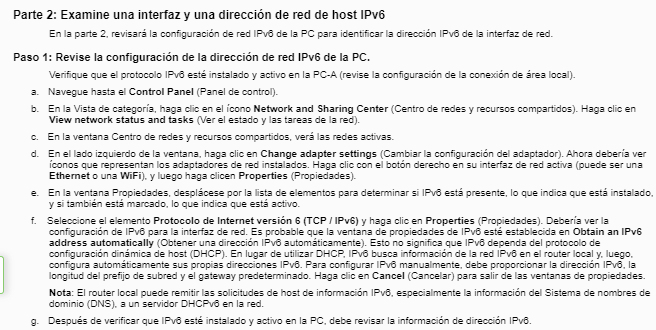 Parte 2: Examine una interfaz y una dirección de red de host IPv6
En la parte 2, revisará la configuración de red IPv6 de la PC para identificar la dirección IPv6 de la interfaz de red.
Paso 1: Revise la configuración de la dirección de red IPv6 de la PC.
Verifique que el protocolo IPv6 esté instalado y activo en la PC-A (revise la configuración de la conexión de área local).
a. Navegue hasta el Control Panel (Panel de control).
b. En la Vista de categoría, haga clic en el ícono Network and Sharing Center (Centro de redes y recursos compartidos). Haga clic en
View network status and tasks (Ver el estado y las tareas de la red).
c. En la ventana Centro de redes y recursos compartidos, verá las redes activas.
d. En el lado izquierdo de la ventana, haga clic en Change adapter settings (Cambiar la configuración del adaptador). Ahora debería ver
íconos que representan los adaptadores de red instalados. Haga clic con el botón derecho en su interfaz de red activa (puede ser una
Ethernet o una WiFi), y luego haga clicen Properties (Propiedades).
e. En la ventana Propiedades, desplácese por la lista de elementos para determinar si IPv6 está presente, lo que indica que está instalado,
y si también está marcado, lo que indica que está activo.
f. Seleccione el elemento Protocolo de Internet versión 6 (TCP / IPv6) y haga clic en Properties (Propiedades). Debería ver la
configuración de IPv6 para la interfaz de red. Es probable que la ventana de propiedades de IPv6 esté establecida en Obtain an IPv6
address automatically (Obtener una dirección IPv6 automáticamente). Esto no significa que IPv6 dependa del protocolo de
configuración dinámica de host (DHCP). En lugar de utilizar DHCP, IPv6 busca información de la red IPv6 en el router local y, luego,
configura automáticamente sus propias direcciones IPv6. Para configurar IPv6 manualmente, debe proporcionar la dirección IPv6, la
longitud del prefijo de subred y el gateway predeterminado. Haga clic en Cancel (Cancelar) para salir de las ventanas de propiedades.
Nota: El router local puede remitir las solicitudes de host de información IPv6, especialmente la información del Sistema de nombres de
dominio (DNS), a un servidor DHCPv6 en la red.
g. Después de verificar que IPv6 esté instalado y activo en la PC, debe revisar la información de dirección IPv6.